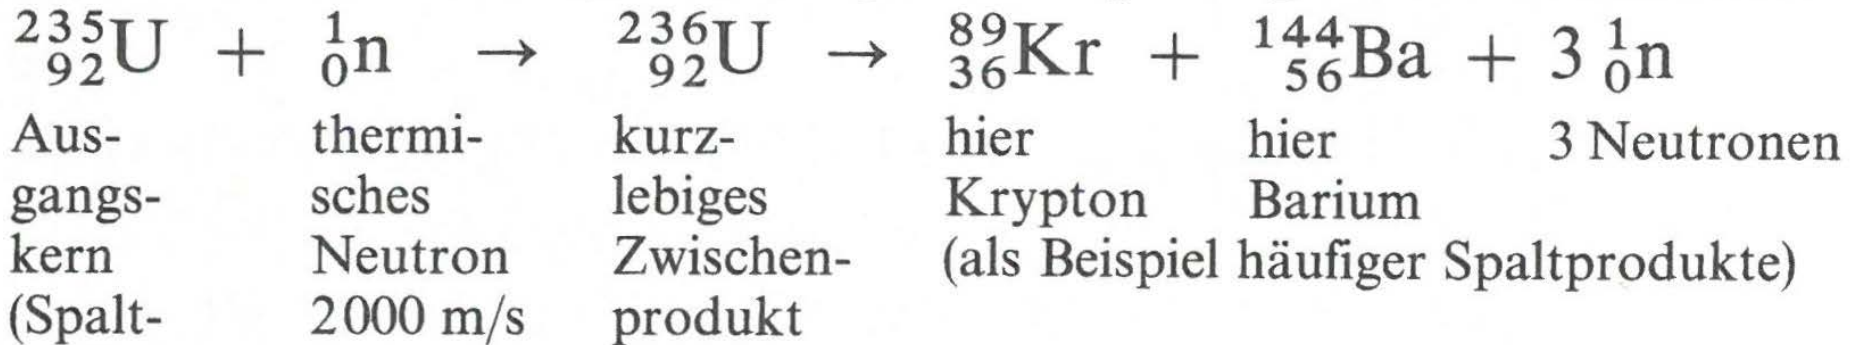 ²³⁵₉₂U + ¹₀n → ²³⁶₉₂U → ⁸⁹₃₆Kr + ¹⁴⁴₅₆Ba + 3 ¹₀n
Aus- thermi- kurz- hier hier 3 Neutronen
gangs- sches lebiges Krypton Barium
kern Neutron Zwischen- (als Beispiel häufiger Spaltprodukte)
(Spalt- 2000 m/s produkt